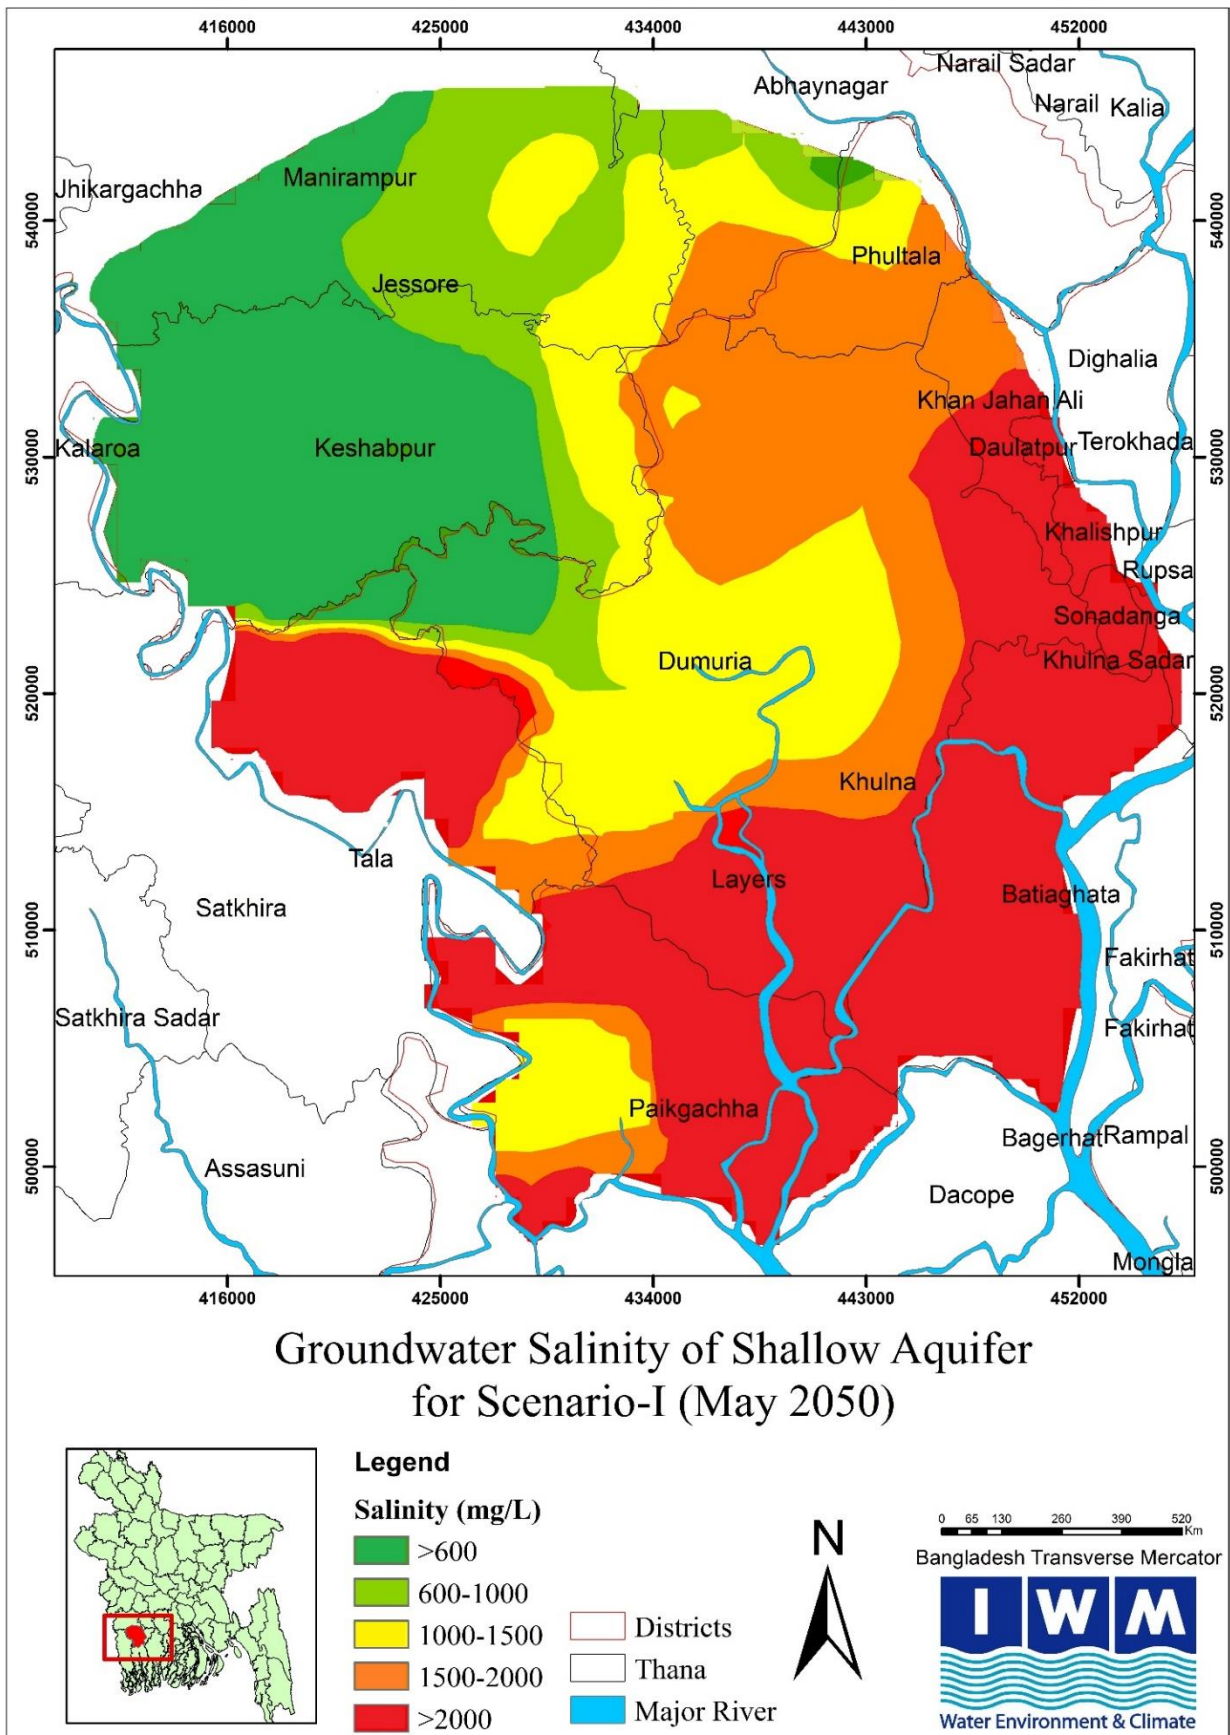 416000 425000 434000 443000 452000
Narail Sadar
Abhaynagar
Narail Kalia
Manirampur
Jhikargachha
540000 540000
Phultala
Jessore
Dighalia
Khan Jahan Ali
Keshabpur
Kalaroa
Daulatpur Terokhada
530000 530000
Khalishpur
Rupsa
Sonadanga
Dumuria
Khulna Sadar
520000 520000
Khulna
Tala
Layers
Batiaghata
Satkhira
510000 510000
Fakirhat
Satkhira Sadar
Fakirhat
Paikgachha
Bagerhat Rampal
Assasuni
500000 500000
Dacope
Mongla
416000 425000 434000 443000 452000
Groundwater Salinity of Shallow Aquifer
for Scenario-I (May 2050)
Legend
Salinity (mg/L)
>600
600-1000
1000-1500
1500-2000
>2000
Districts
Thana
Major River
N
0 65 130 260 390 520
Km
Bangladesh Transverse Mercator
I W M
Water Environment & Climate